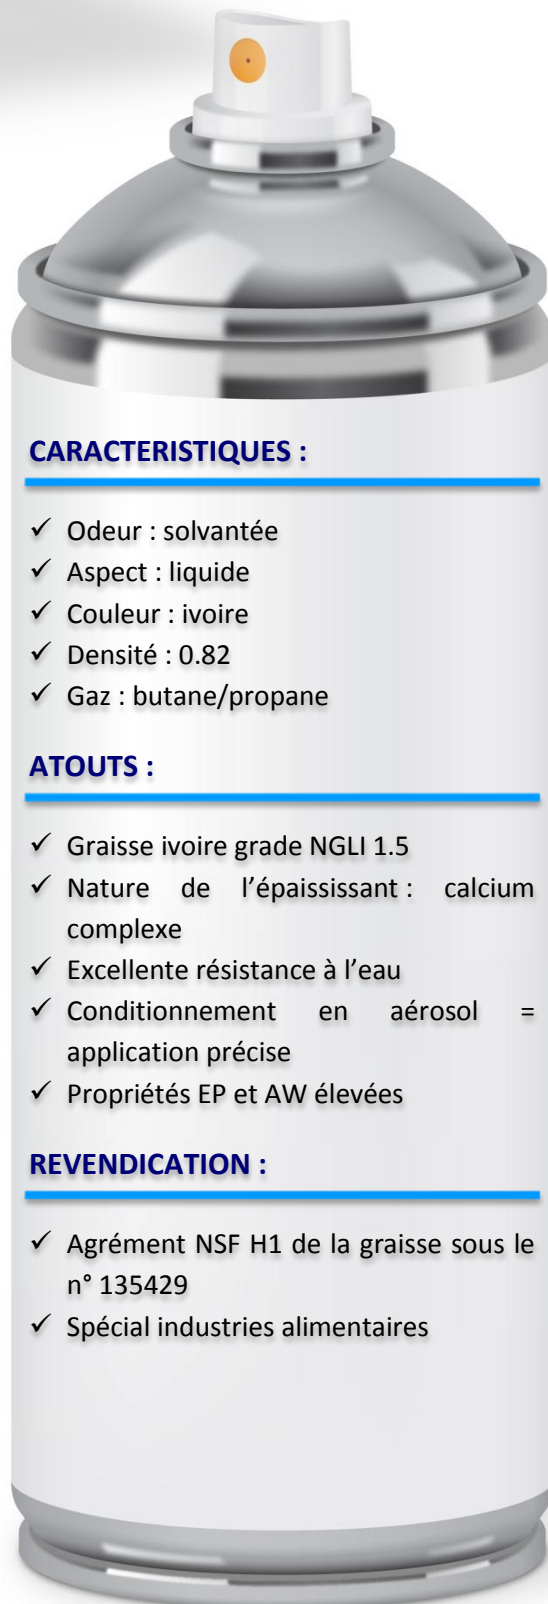 CARACTERISTIQUES :
✓ Odeur : solvantée
✓ Aspect : liquide
✓ Couleur : ivoire
✓ Densité : 0.82
✓ Gaz : butane/propane
ATOUTS :
✓ Graisse ivoire grade NGLI 1.5
✓ Nature de l’épaississant : calcium
complexe
✓ Excellente résistance à l’eau
✓ Conditionnement en aérosol =
application précise
✓ Propriétés EP et AW élevées
REVENDICATION :
✓ Agrément NSF H1 de la graisse sous le
n° 135429
✓ Spécial industries alimentaires